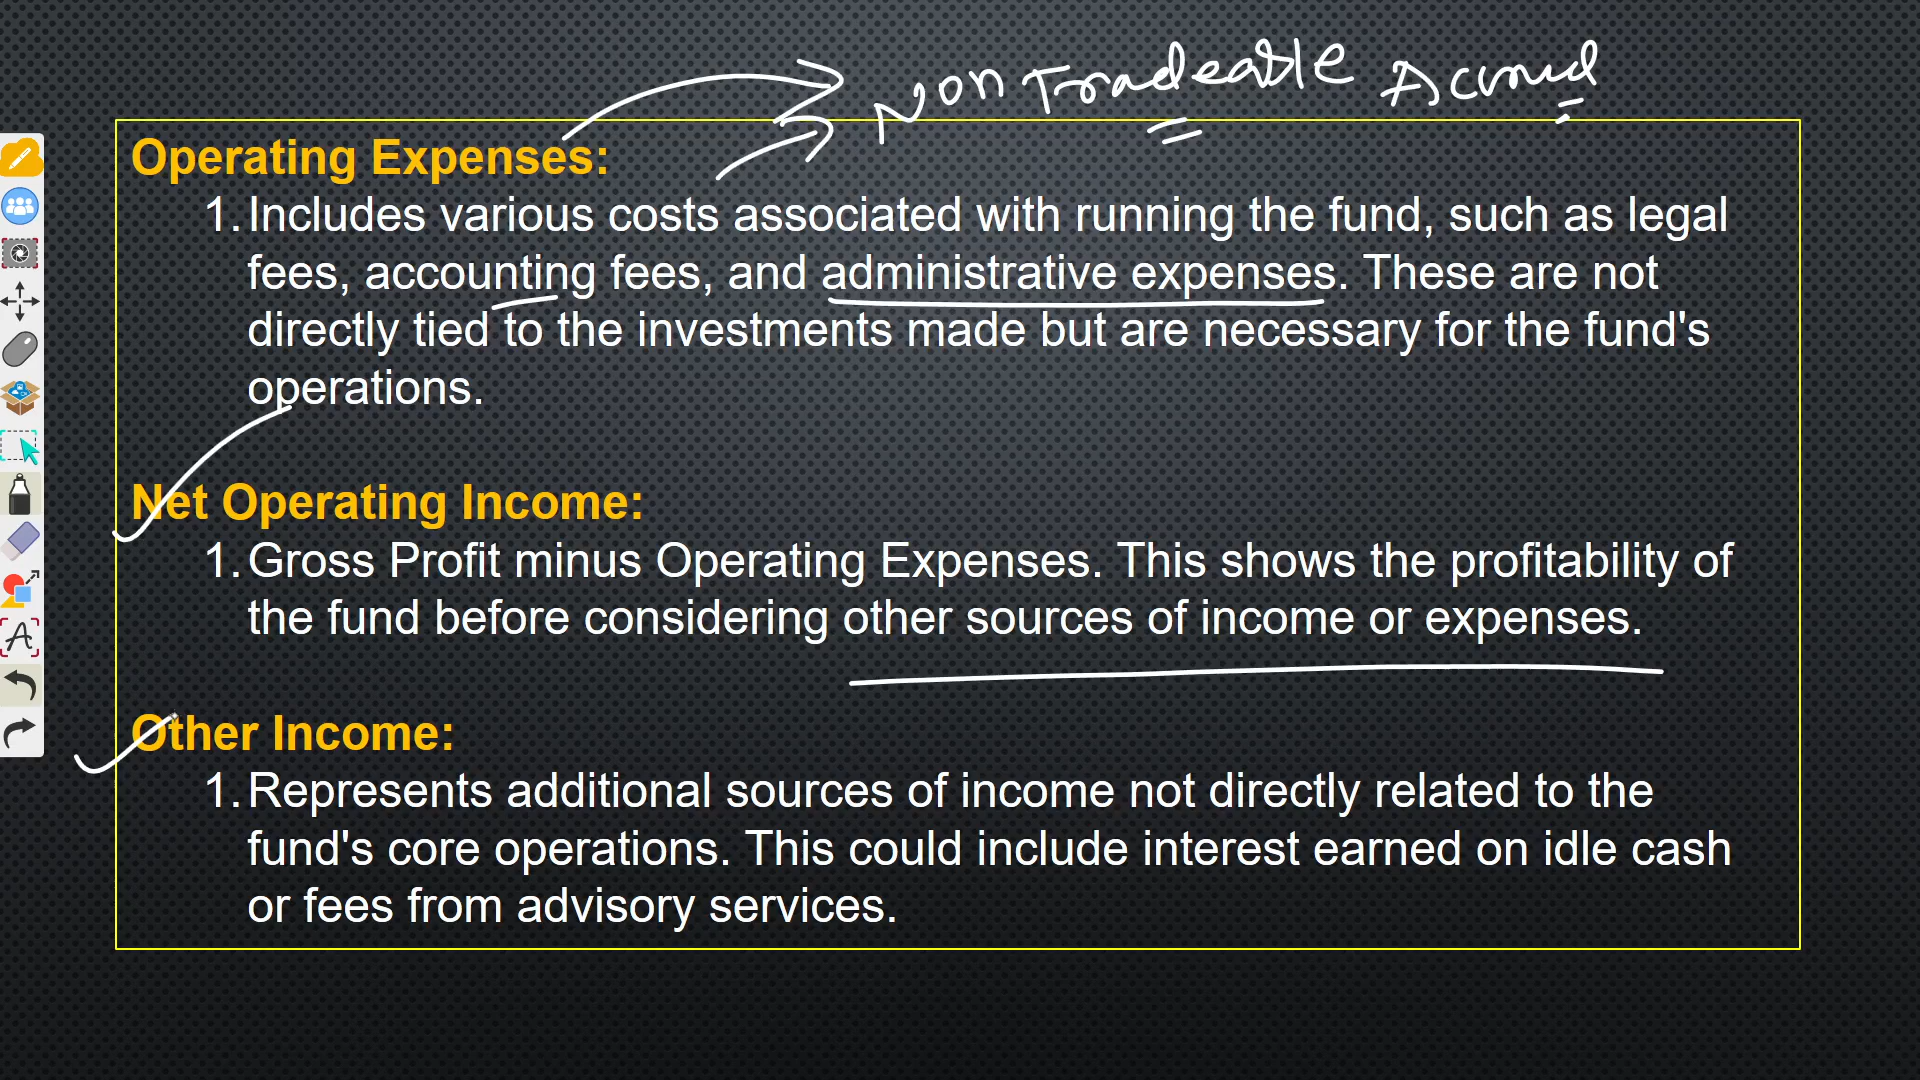 Non Tradeable Accrued
Operating Expenses:
1. Includes various costs associated with running the fund, such as legal
fees, accounting fees, and administrative expenses. These are not
directly tied to the investments made but are necessary for the fund's
operations.
Net Operating Income:
1. Gross Profit minus Operating Expenses. This shows the profitability of
the fund before considering other sources of income or expenses.
Other Income:
1. Represents additional sources of income not directly related to the
fund's core operations. This could include interest earned on idle cash
or fees from advisory services.